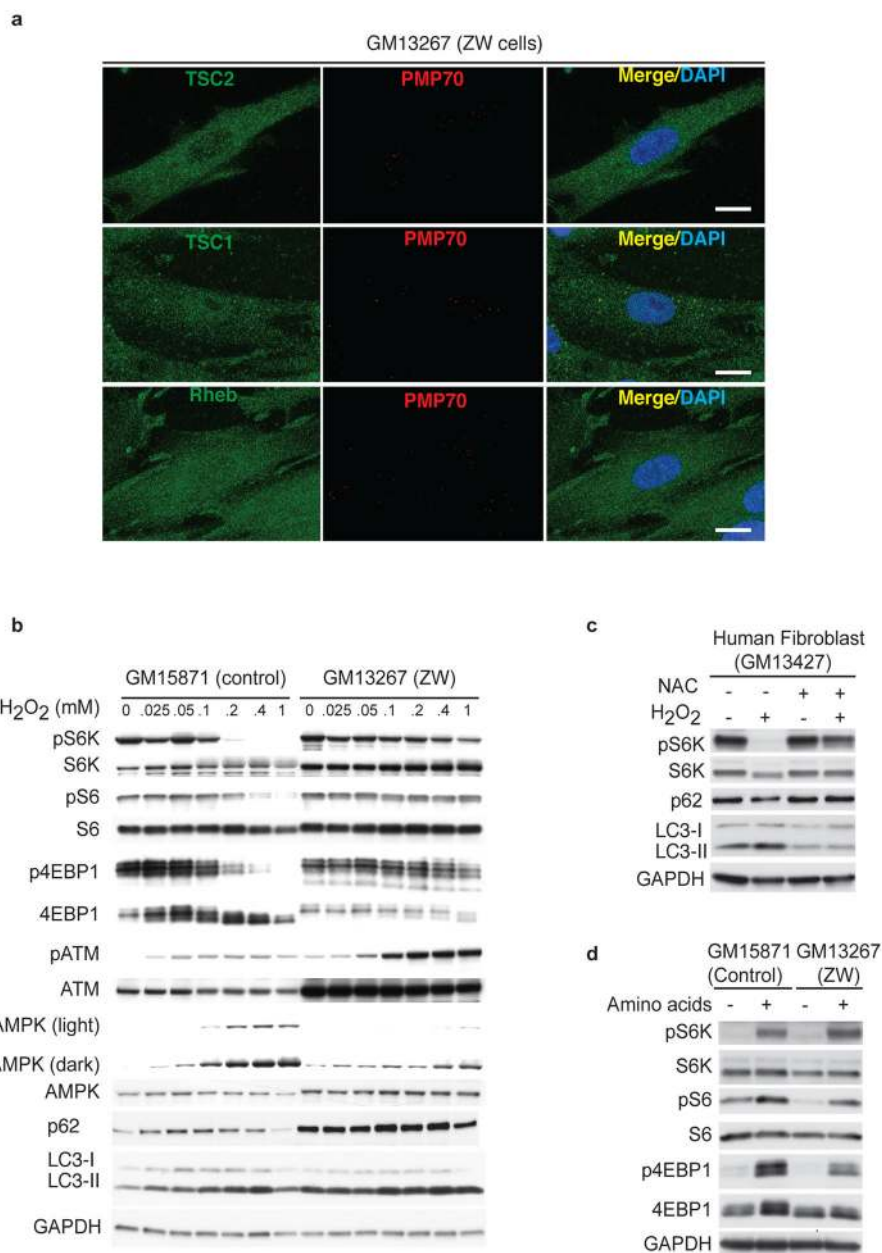 a
GM13267 (ZW cells)
TSC2 PMP70 Merge/DAPI
TSC1 PMP70 Merge/DAPI
Rheb PMP70 Merge/DAPI
b
GM15871 (control) GM13267 (ZW)
H2O2 (mM) 0 .025 .05 .1 .2 .4 1 0 .025 .05 .1 .2 .4 1
pS6K
S6K
pS6
S6
p4EBP1
4EBP1
pATM
ATM
AMPK (light)
AMPK (dark)
AMPK
p62
LC3-I
LC3-II
GAPDH
c
Human Fibroblast
(GM13427)
NAC - - + +
H2O2 - + - +
pS6K
S6K
p62
LC3-I
LC3-II
GAPDH
d
GM15871 GM13267
(Control) (ZW)
Amino acids - + - +
pS6K
S6K
pS6
S6
p4EBP1
4EBP1
GAPDH